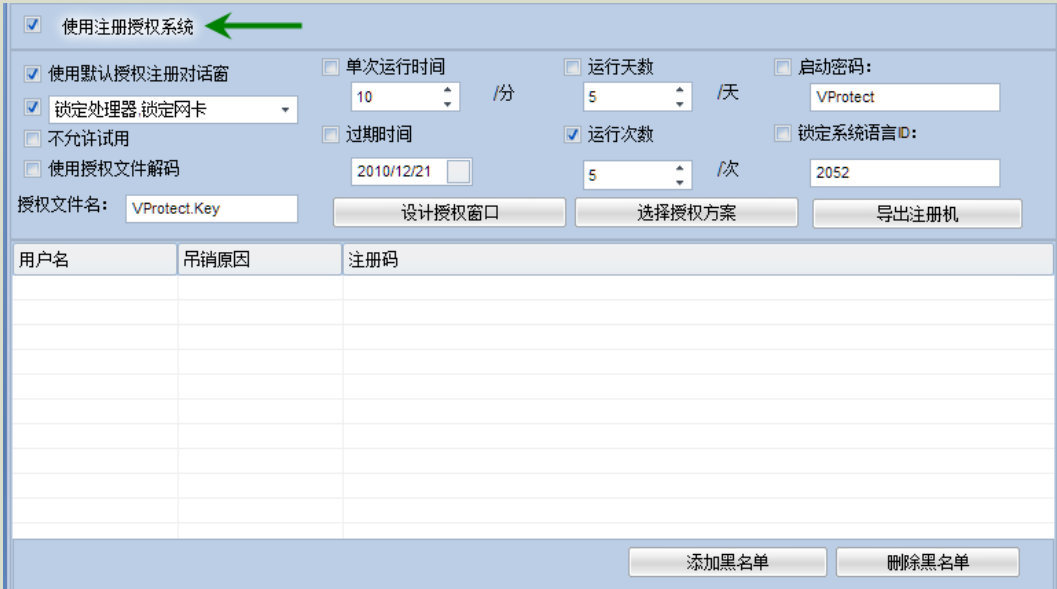 使用注册授权系统
使用默认授权注册对话窗 单次运行时间 运行天数 启动密码：
锁定处理器,锁定网卡 10 /分 5 /天 VProtect
不允许试用 过期时间 运行次数 锁定系统语言ID：
使用授权文件解码 2010/12/21 5 /次 2052
授权文件名： VProtect.Key 设计授权窗口 选择授权方案 导出注册机
用户名 吊销原因 注册码
添加黑名单 删除黑名单